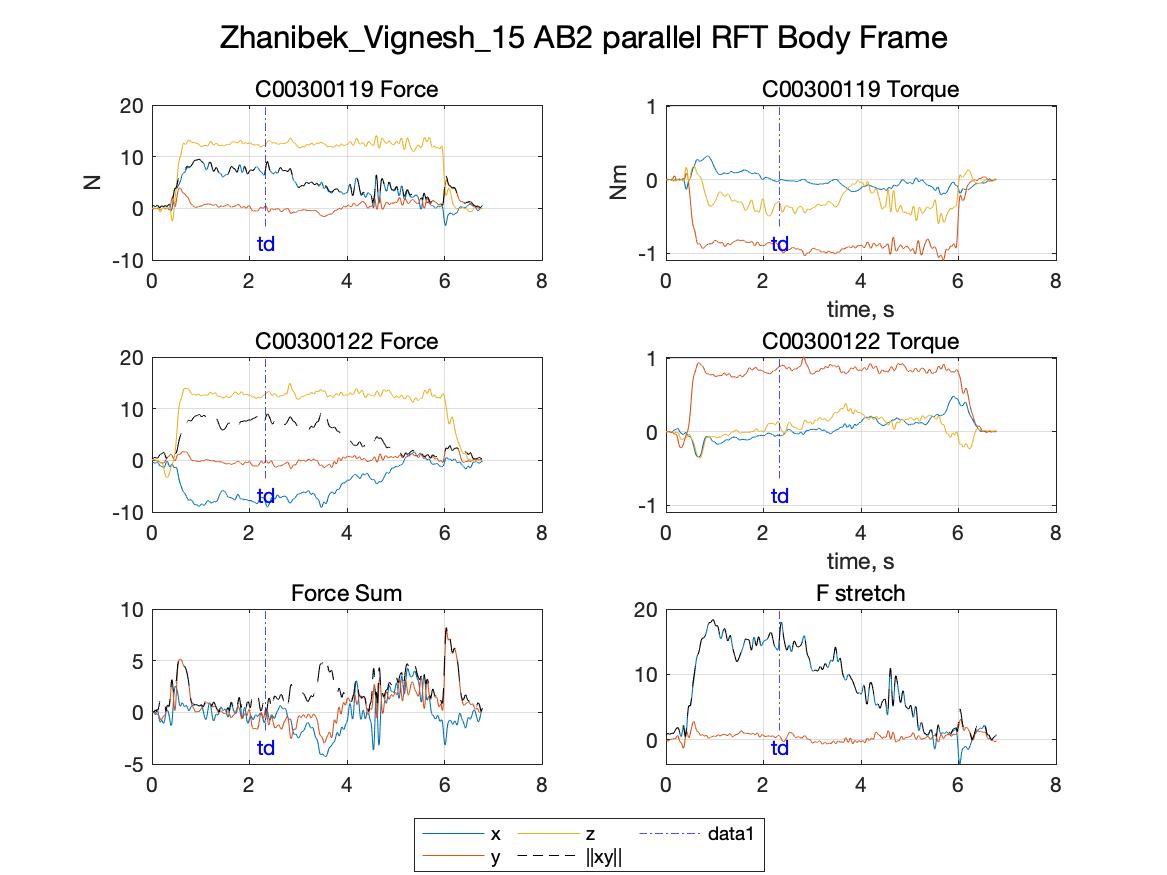 Zhanibek_Vignesh_15 AB2 parallel RFT Body Frame
C00300119 Force
C00300119 Torque
20
10
0
-10
N
td
0 2 4 6 8
1
0
-1
Nm
td
0 2 4 6 8
time, s
C00300122 Force
C00300122 Torque
20
10
0
-10
td
0 2 4 6 8
1
0
-1
td
0 2 4 6 8
time, s
Force Sum
F stretch
10
5
0
-5
td
0 2 4 6 8
20
10
0
td
0 2 4 6 8
x z data1
y ||xy||